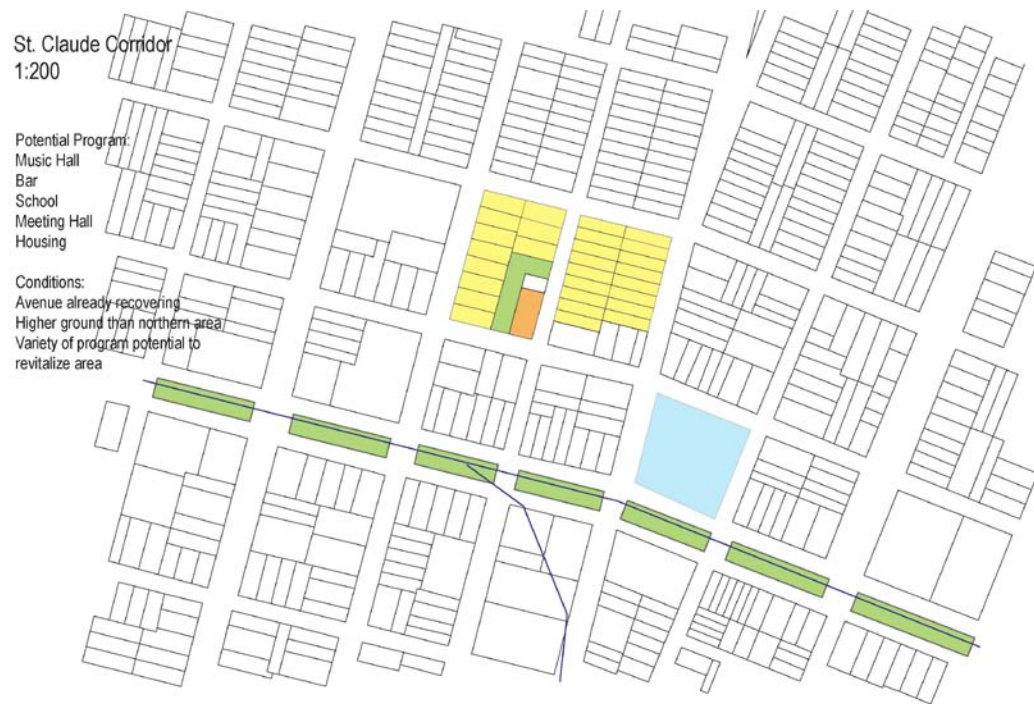 St. Claude Corridor
1:200
Potential Program:
Music Hall
Bar
School
Meeting Hall
Housing
Conditions:
Avenue already recovering
Higher ground than northern area
Variety of program potential to
revitalize area